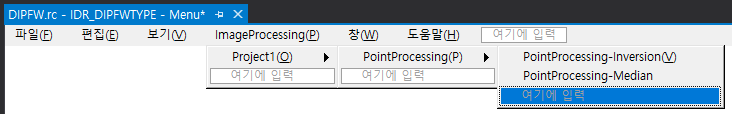 DIPFW.rc - IDR_DIPFWTYPE - Menu*
파일(F) 편집(E) 보기(V) ImageProcessing(P) 창(W) 도움말(H) 여기에 입력
Project1(O) PointProcessing(P) PointProcessing-Inversion(V)
여기에 입력 여기에 입력 PointProcessing-Median
여기에 입력